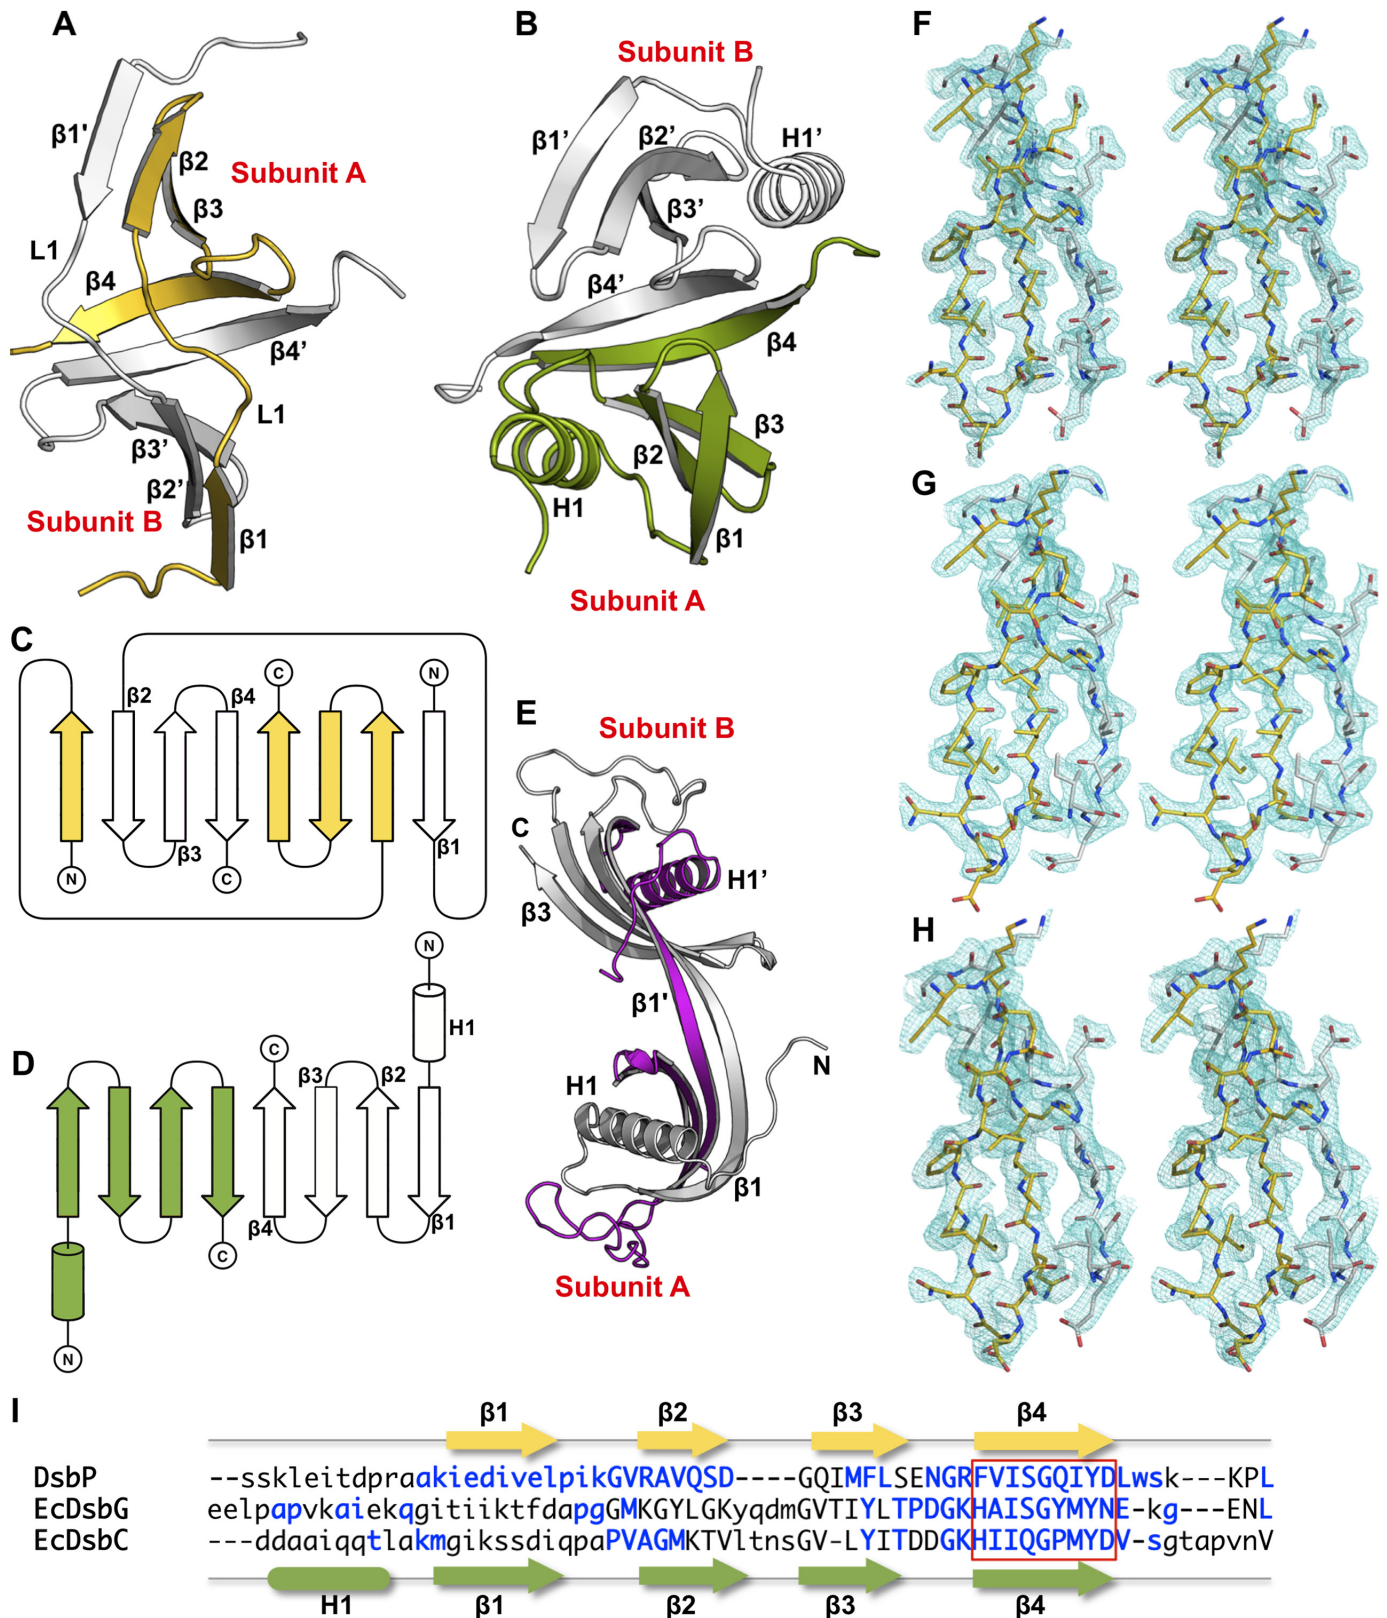 A
β1'
β2
Subunit A
β3
L1
β4
β4'
L1
β3'
β2'
Subunit B
β1
B
Subunit B
β1’
β2’
H1’
β3’
β4’
β4
β3
β2
H1
β1
Subunit A
C
β2
β4
C
N
N
β3
C
β1
D
N
H1
C
β3
β2
β4
β1
C
N
E
Subunit B
C
H1’
β3
β1'
H1
N
β1
Subunit A
F
G
H
I
β1 β2 β3 β4
DsbP --sskleitdpraakiedivelpikGVRAVQSD----GQIMFLSENGRFVISGQIYDLwsk---KPL
EcDsbG eelpapvkaiekqgitiiktfdapgGMKGYLGKyqdmGVTIYLTPDGKHAISGYMYNE-kg---ENL
EcDsbC ---ddaaiqqtlakmgikssdiqpaPVAGMKTVltnsGV-LYITDDGKHIIQGPMYDV-sgtapvnV
H1 β1 β2 β3 β4